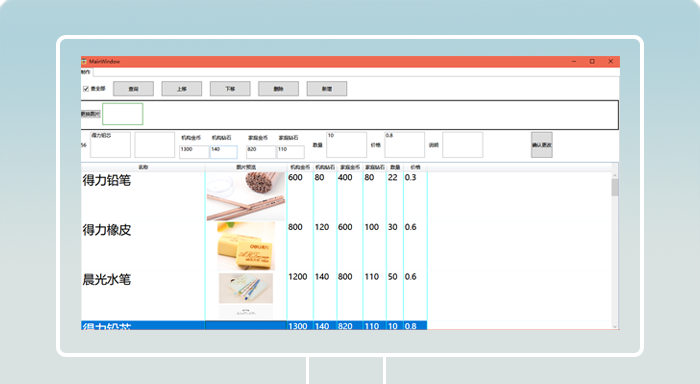 MainWindow
制作
查全部 查询 上移 下移 删除 新增
更换图片
56 得力铅芯 机构金币 机构钻石 家庭金币 家庭钻石 数量 10 价格 0.8 说明 确认更改
1300 140 820 110
名称 图片预览 机构金币 机构钻石 家庭金币 家庭钻石 数量 价格
得力铅笔 600 80 400 80 22 0.3
得力橡皮 800 120 600 100 30 0.6
晨光水笔 1200 140 800 110 50 0.6
得力铅芯 1300 140 820 110 10 0.8